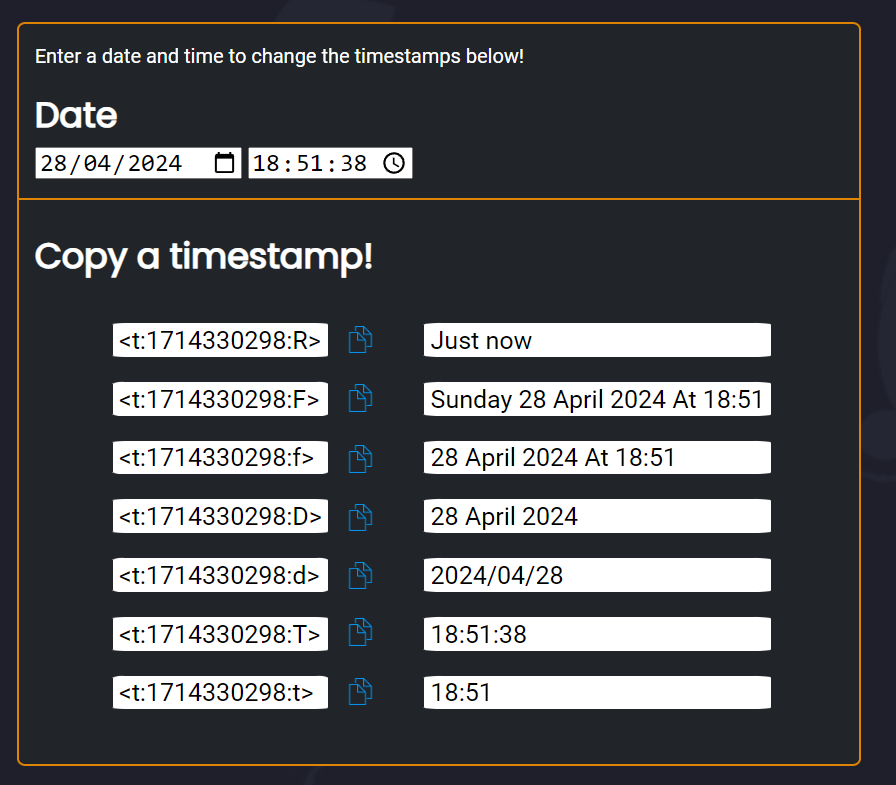 Enter a date and time to change the timestamps below!
Date
28/04/2024 18:51:38
Copy a timestamp!
<t:1714330298:R> Just now
<t:1714330298:F> Sunday 28 April 2024 At 18:51
<t:1714330298:f> 28 April 2024 At 18:51
<t:1714330298:D> 28 April 2024
<t:1714330298:d> 2024/04/28
<t:1714330298:T> 18:51:38
<t:1714330298:t> 18:51